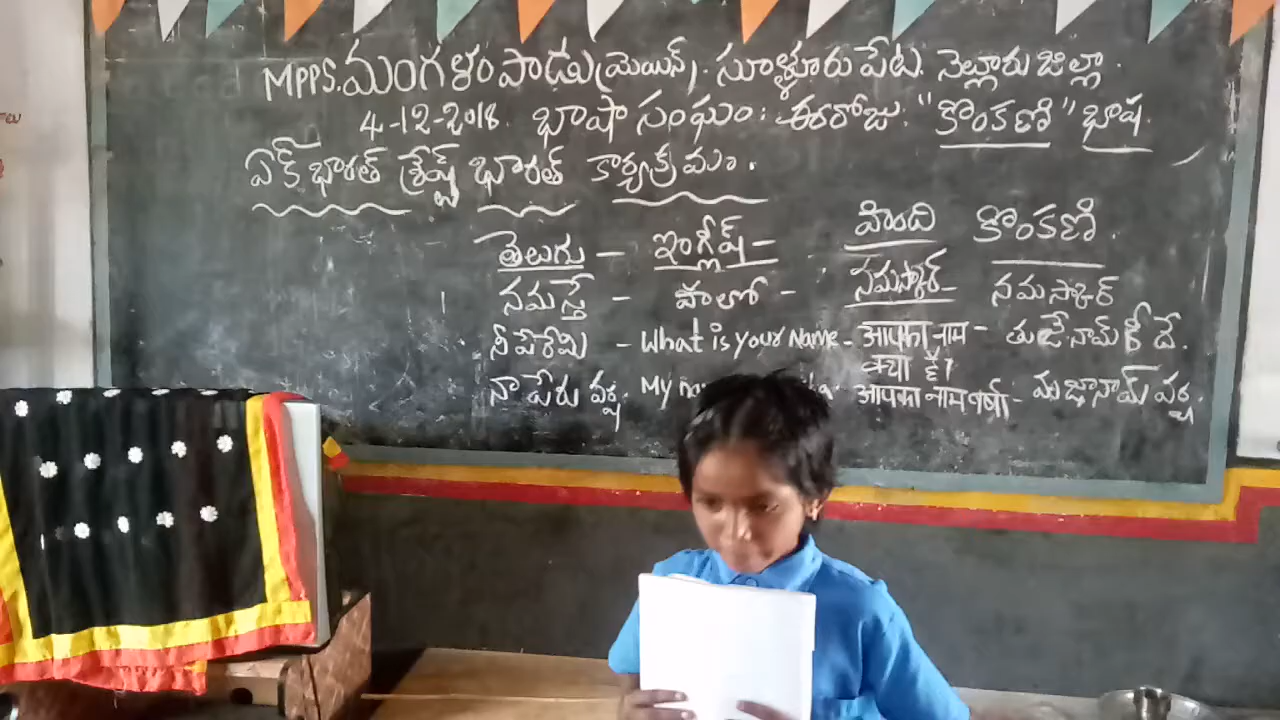 MPPS. మంగళంపాడు(మెయిన్). సూళ్ళూరుపేట. నెల్లూరు జిల్లా.
4-12-2018. భాషా సంఘం: ఈరోజు: "కొంకణి" భాష.
ఏక్ భారత్ శ్రేష్ఠ్ భారత్ కార్యక్రమం.
తెలుగు – ఇంగ్లీష్ – హింది కొంకణి.
నమస్తే – హలో – నమస్కార్ – నమస్కార్
నీ పేరేమి – What is your Name - आपका नाम – తుజే నామ్ కీ దే.
क्या है।
నా పేరు వర్ష. My आपका नाम वर्षा - మజా నామ్ వర్ష.